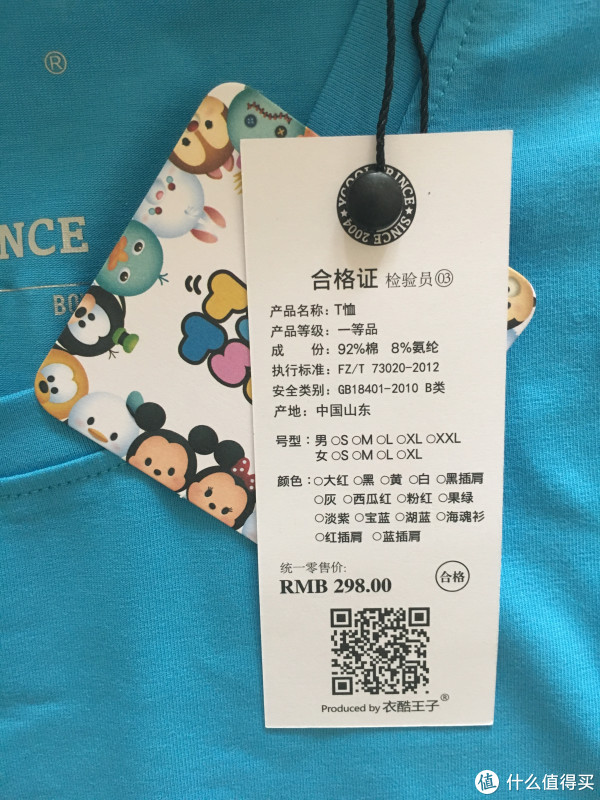 ®
NCE
BO
YCOOL PRINCE
SINCE 2004
合格证 检验员03
产品名称：T恤
产品等级：一等品
成 份：92%棉 8%氨纶
执行标准：FZ/T 73020-2012
安全类别：GB18401-2010 B类
产地：中国山东
号型：男 ○S ○M ○L ○XL ○XXL
女 ○S ○M ○L ○XL
颜色：○大红 ○黑 ○黄 ○白 ○黑插肩
○灰 ○西瓜红 ○粉红 ○果绿
○淡紫 ○宝蓝 ○湖蓝 ○海魂衫
○红插肩 ○蓝插肩
统一零售价：
RMB 298.00
合格
Produced by 衣酷王子®
值 什么值得买